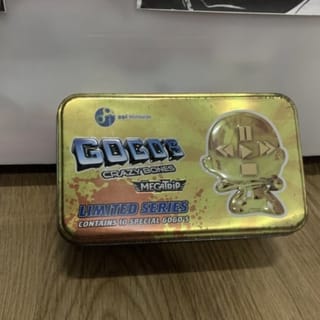 GOGO's
CRAZY BONES
MEGATRIP
LIMITED SERIES
CONTAINS 10 SPECIAL GOGO'S